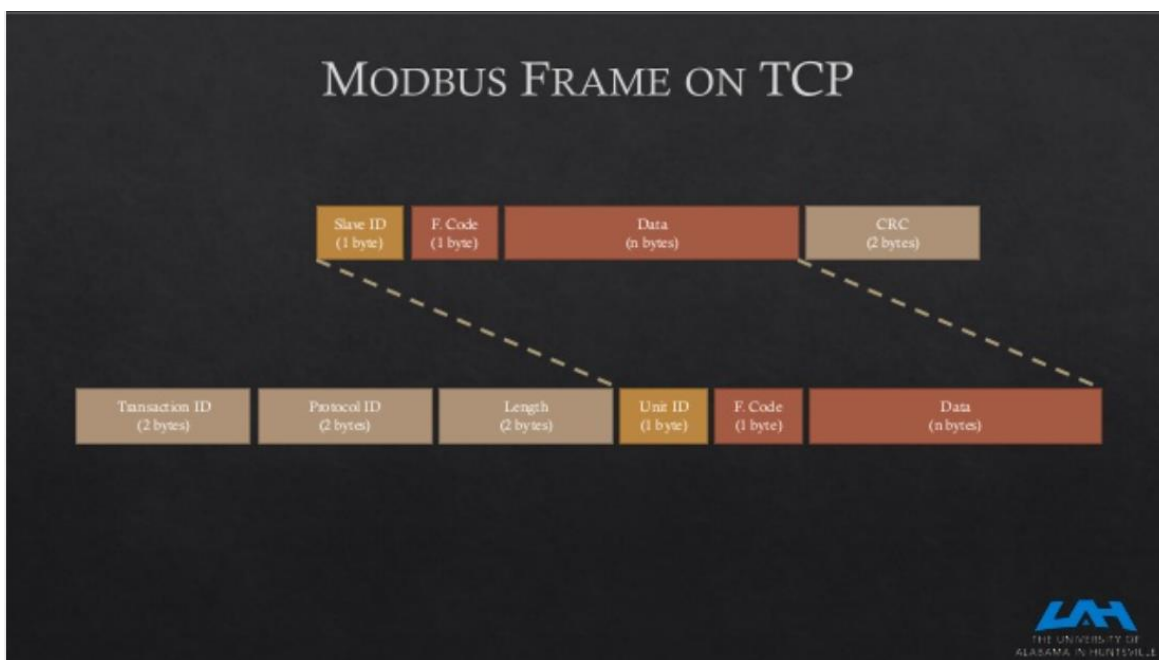 MODBUS FRAME ON TCP
Slave ID
(1 byte)
F. Code
(1 byte)
Data
(n bytes)
CRC
(2 bytes)
Transaction ID
(2 bytes)
Protocol ID
(2 bytes)
Length
(2 bytes)
Unit ID
(1 byte)
F. Code
(1 byte)
Data
(n bytes)
UAH
THE UNIVERSITY OF
ALABAMA IN HUNTSVILLE